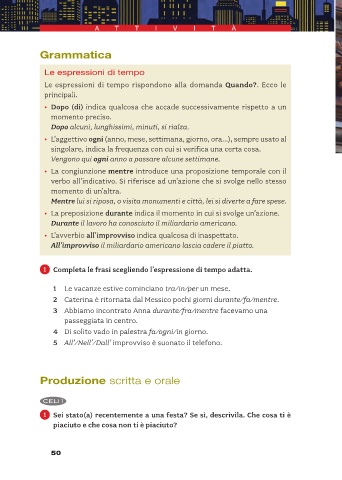 ATTIVITÀ
Grammatica
Le espressioni di tempo
Le espressioni di tempo rispondono alla domanda Quando?. Ecco le
principali.
• Dopo (di) indica qualcosa che accade successivamente rispetto a un
momento preciso.
Dopo alcuni, lunghissimi, minuti, si rialza.
• L'aggettivo ogni (anno, mese, settimana, giorno, ora...), sempre usato al
singolare, indica la frequenza con cui si verifica una certa cosa.
Vengono qui ogni anno a passare alcune settimane.
• La congiunzione mentre introduce una proposizione temporale con il
verbo all'indicativo. Si riferisce ad un'azione che si svolge nello stesso
momento di un'altra.
Mentre lui si riposa, o visita monumenti e città, lei si diverte a fare spese.
• La preposizione durante indica il momento in cui si svolge un'azione.
Durante il lavoro ha conosciuto il miliardario americano.
• L'avverbio all'improvviso indica qualcosa di inaspettato.
All'improvviso il miliardario americano lascia cadere il piatto.
1 Completa le frasi scegliendo l'espressione di tempo adatta.
1 Le vacanze estive cominciano tra/in/per un mese.
2 Caterina è ritornata dal Messico pochi giorni durante/fa/mentre.
3 Abbiamo incontrato Anna durante/fra/mentre facevamo una
passeggiata in centro.
4 Di solito vado in palestra fa/ogni/in giorno.
5 All'/Nell'/Dall' improvviso è suonato il telefono.
Produzione scritta e orale
CELI 1
1 Sei stato(a) recentemente a una festa? Se sì, descrivila. Che cosa ti è
piaciuto e che cosa non ti è piaciuto?
50